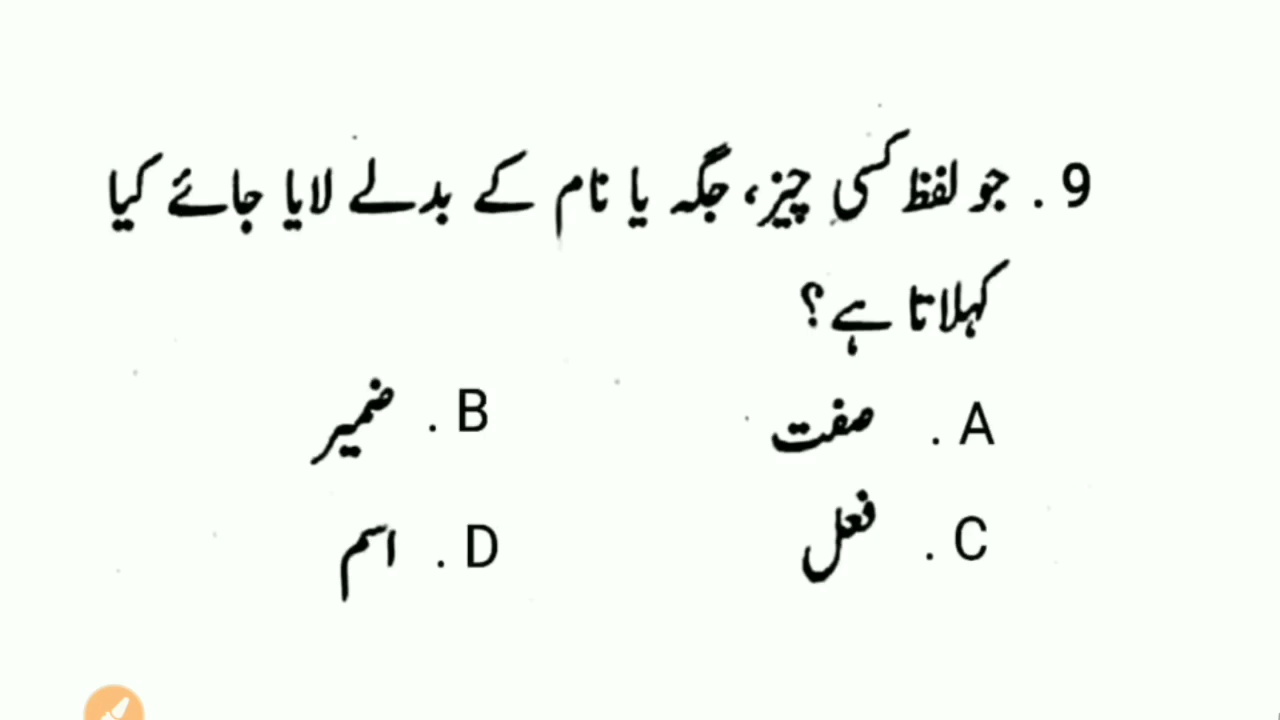 9 . جو لفظ کسی چیز، جگہ یا نام کے بدلے لایا جائے کیا
کہلاتا ہے؟
A . صفت B . ضمیر
C . فعل D . اسم